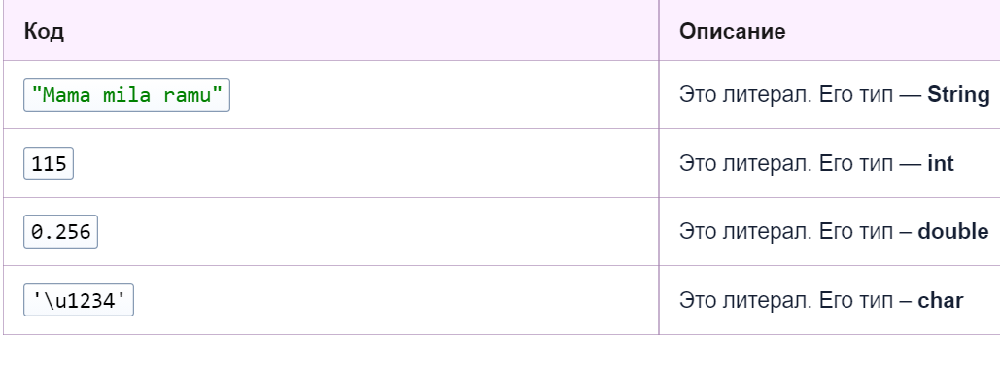 Код Описание
"Mama mila ramu" Это литерал. Его тип — String
115 Это литерал. Его тип — int
0.256 Это литерал. Его тип – double
'\u1234' Это литерал. Его тип – char